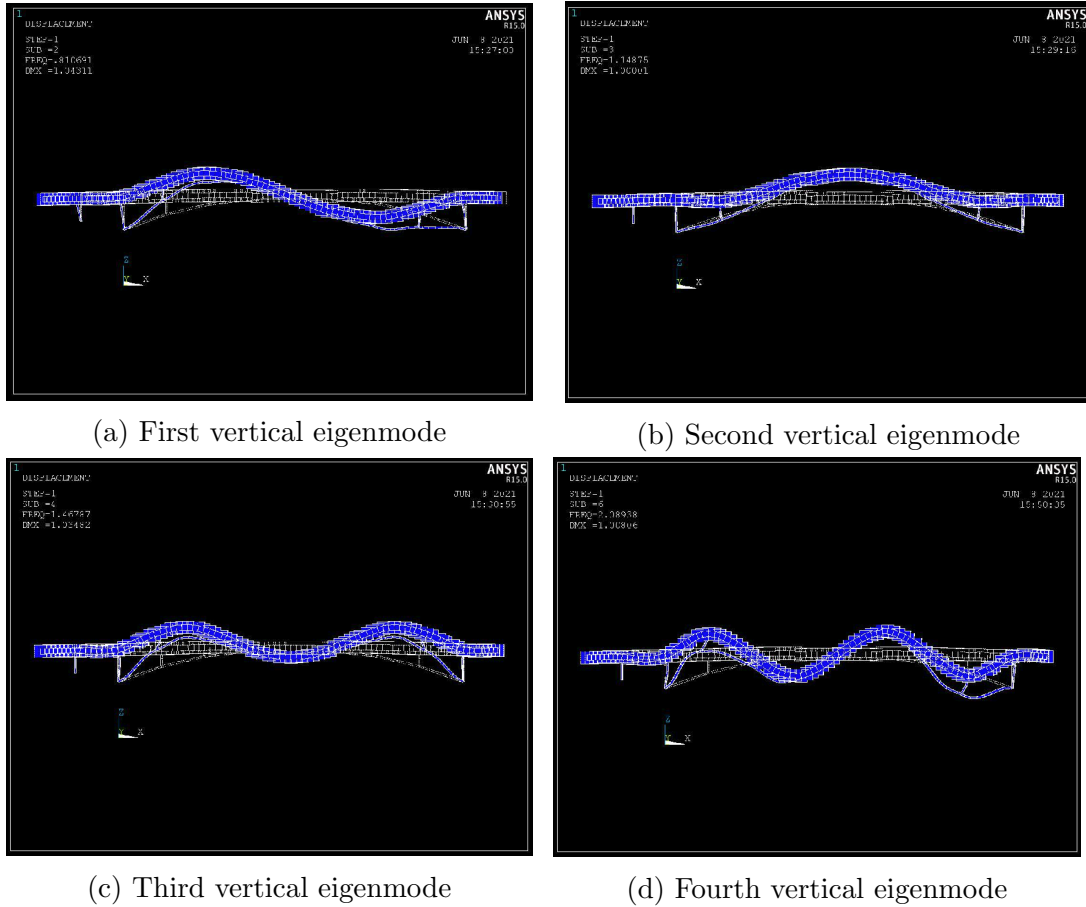 1
ANSYS
R15.0
DISPLACEMENT
STEP=1
SUB =2
FREQ=.810691
DMX =1.04311
JUN 8 2021
15:27:03
Z
Y X
(a) First vertical eigenmode
1
ANSYS
R15.0
DISPLACEMENT
STEP=1
SUB =3
FREQ=1.14875
DMX =1.00001
JUN 8 2021
15:29:16
Z
Y X
(b) Second vertical eigenmode
1
ANSYS
R15.0
DISPLACEMENT
STEP=1
SUB =4
FREQ=1.46787
DMX =1.03482
JUN 8 2021
15:30:55
Z
Y X
(c) Third vertical eigenmode
1
ANSYS
R15.0
DISPLACEMENT
STEP=1
SUB =6
FREQ=2.08938
DMX =1.00806
JUN 8 2021
15:50:35
Z
Y X
(d) Fourth vertical eigenmode